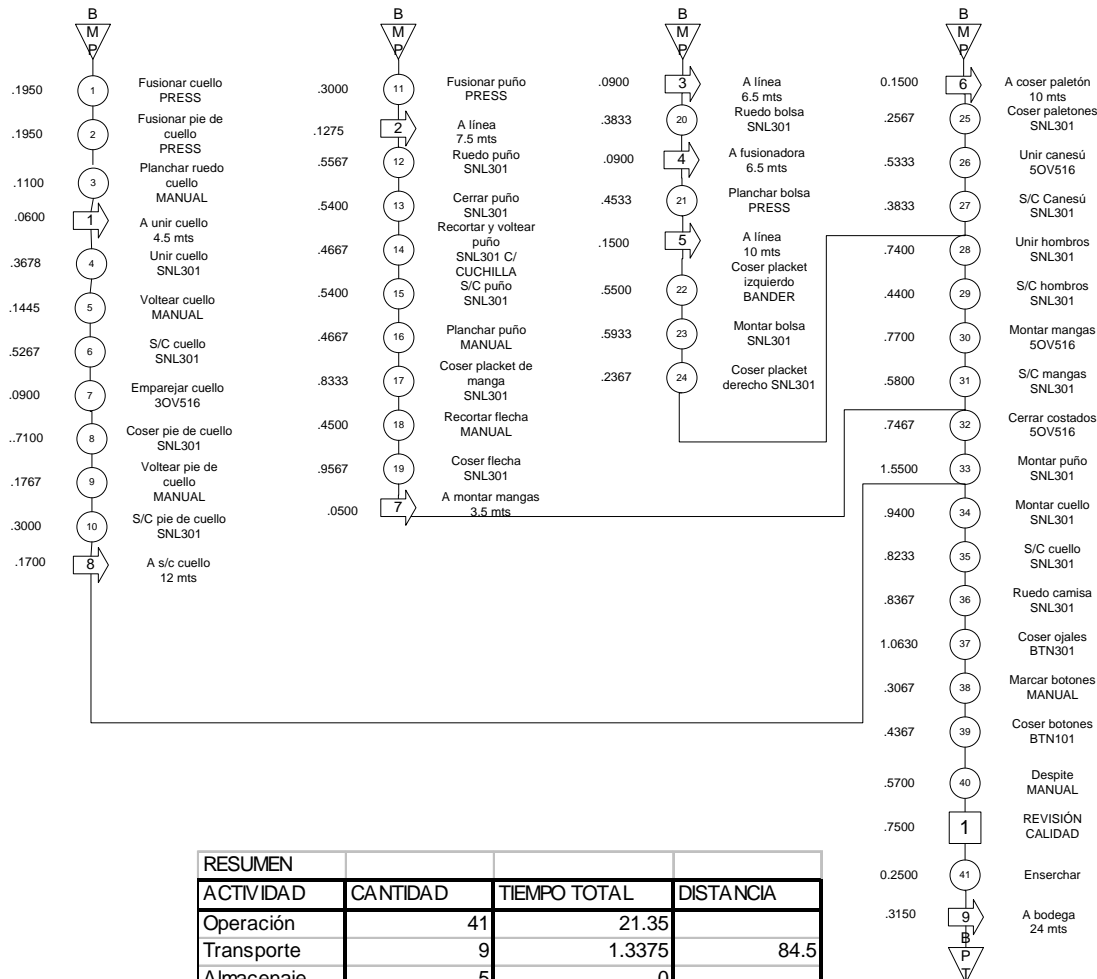 B
M
P
.1950
1
Fusionar cuello
PRESS
.1950
2
Fusionar pie de
cuello
PRESS
.1100
3
Planchar ruedo
cuello
MANUAL
.0600
1
A unir cuello
4.5 mts
.3678
4
Unir cuello
SNL301
.1445
5
Voltear cuello
MANUAL
.5267
6
S/C cuello
SNL301
.0900
7
Emparejar cuello
3OV516
..7100
8
Coser pie de cuello
SNL301
.1767
9
Voltear pie de
cuello
MANUAL
.3000
10
S/C pie de cuello
SNL301
.1700
8
A s/c cuello
12 mts
B
M
P
.3000
11
Fusionar puño
PRESS
.1275
2
A línea
7.5 mts
.5567
12
Ruedo puño
SNL301
.5400
13
Cerrar puño
SNL301
.4667
14
Recortar y voltear
puño
SNL301 C/
CUCHILLA
.5400
15
S/C puño
SNL301
.4667
16
Planchar puño
MANUAL
.8333
17
Coser placket de
manga
SNL301
.4500
18
Recortar flecha
MANUAL
.9567
19
Coser flecha
SNL301
.0500
7
A montar mangas
3.5 mts
B
M
P
.0900
3
A línea
6.5 mts
.3833
20
Ruedo bolsa
SNL301
.0900
4
A fusionadora
6.5 mts
.4533
21
Planchar bolsa
PRESS
.1500
5
A línea
10 mts
.5500
22
Coser placket
izquierdo
BANDER
.5933
23
Montar bolsa
SNL301
.2367
24
Coser placket
derecho SNL301
B
M
P
0.1500
6
A coser paletón
10 mts
.2567
25
Coser paletones
SNL301
.5333
26
Unir canesú
5OV516
.3833
27
S/C Canesú
SNL301
.7400
28
Unir hombros
SNL301
.4400
29
S/C hombros
SNL301
.7700
30
Montar mangas
5OV516
.5800
31
S/C mangas
SNL301
.7467
32
Cerrar costados
5OV516
1.5500
33
Montar puño
SNL301
.9400
34
Montar cuello
SNL301
.8233
35
S/C cuello
SNL301
.8367
36
Ruedo camisa
SNL301
1.0630
37
Coser ojales
BTN301
.3067
38
Marcar botones
MANUAL
.4367
39
Coser botones
BTN101
.5700
40
Despite
MANUAL
.7500
1
REVISIÓN
CALIDAD
0.2500
41
Enserchar
.3150
9
A bodega
24 mts
B
P
T
RESUMEN
ACTIVIDAD CANTIDAD TIEMPO TOTAL DISTANCIA
Operación 41 21.35
Transporte 9 1.3375 84.5
Almacenaje 5 0